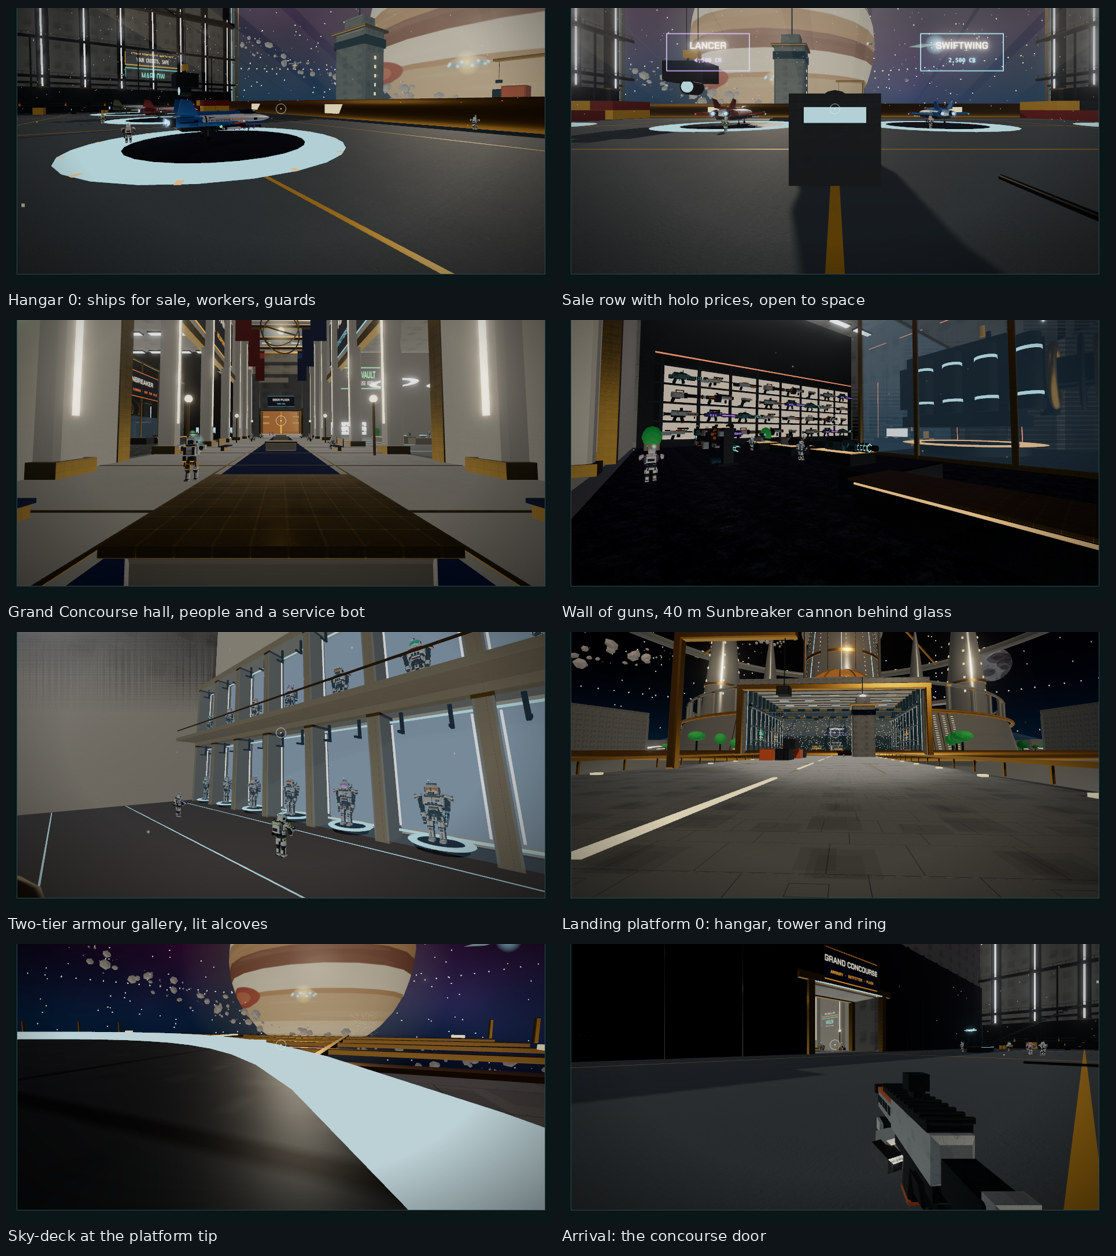 LANCER
SWIFTWING
2,500 CR
Hangar 0: ships for sale, workers, guards
Sale row with holo prices, open to space
VAULT
Grand Concourse hall, people and a service bot
Wall of guns, 40 m Sunbreaker cannon behind glass
Two-tier armour gallery, lit alcoves
Landing platform 0: hangar, tower and ring
GRAND CONCOURSE
Sky-deck at the platform tip
Arrival: the concourse door